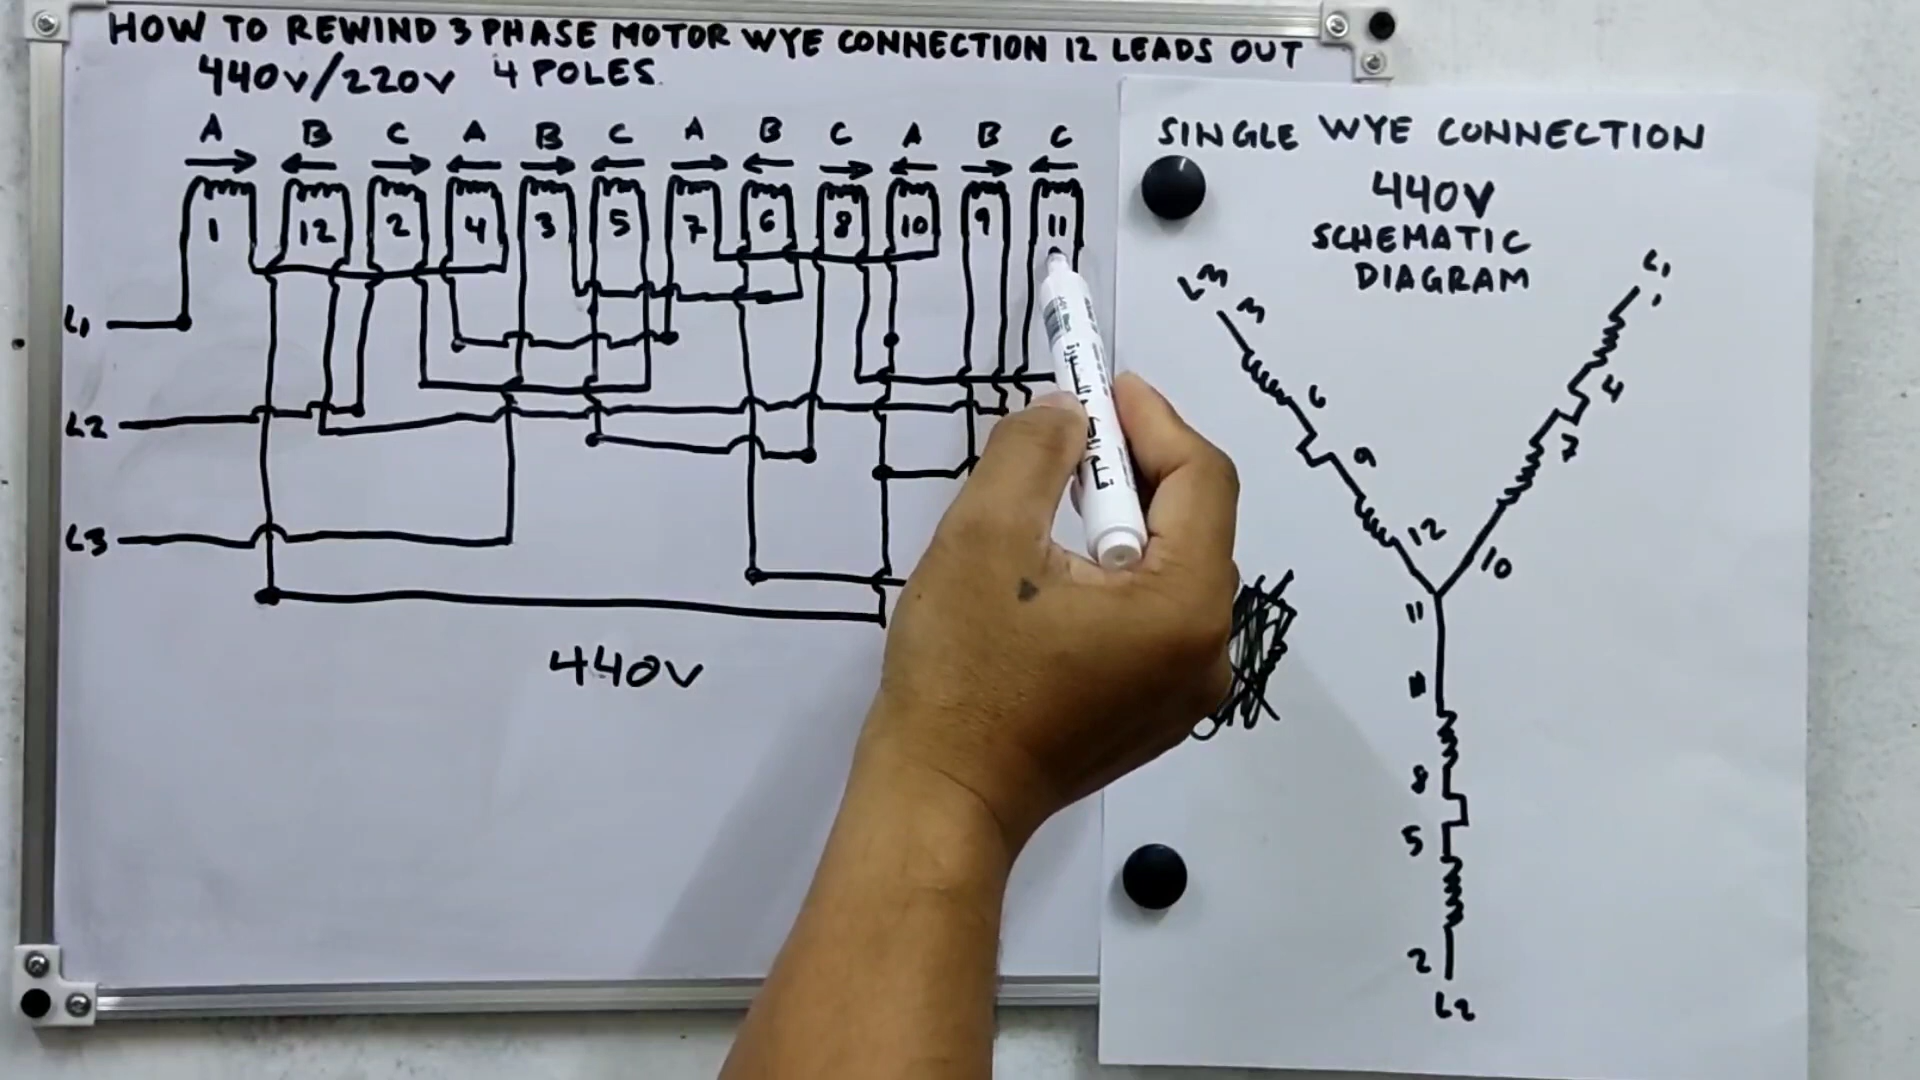 HOW TO REWIND 3 PHASE MOTOR WYE CONNECTION 12 LEADS OUT
440V/220V 4 POLES
A B C A B C A B C A B C
1 12 2 4 3 5 7 6 8 10 9 11
L1
L2
L3
440V
SINGLE WYE CONNECTION
440V
SCHEMATIC
DIAGRAM
L3 3
L1 1
6
4
9
7
12
10
11
11
8
5
2
L2